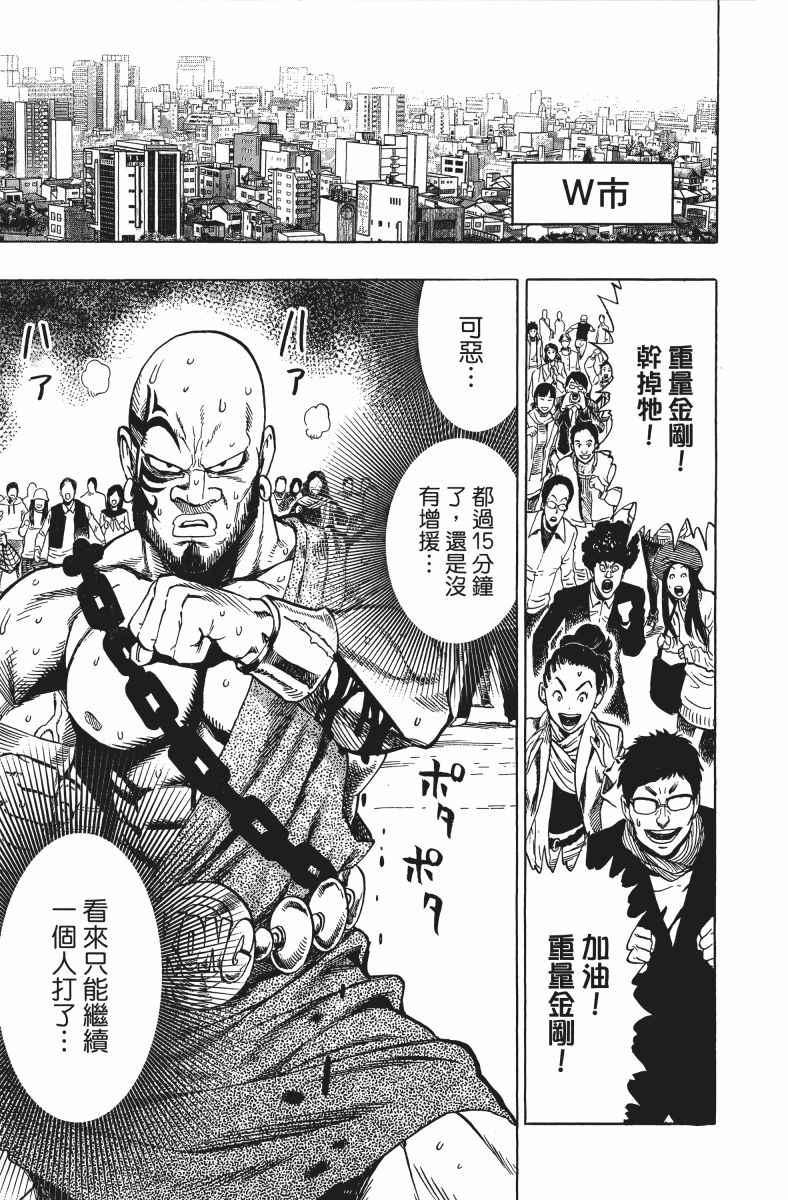 W市
重量金剛！
幹掉牠！
加油！
重量金剛！
可惡…
都過15分鐘
了，還是沒
有增援…
ハァ
ハァ
ポタ
ポタ
看來只能繼續
一個人打了…